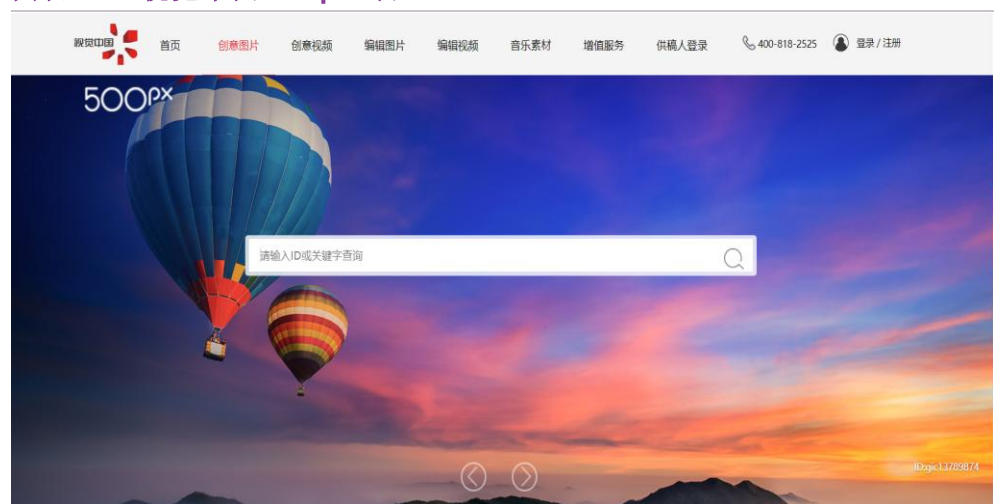 视觉中国
首页
创意图片
创意视频
编辑图片
编辑视频
音乐素材
增值服务
供稿人登录
400-818-2525
登录 / 注册
500px
请输入ID或关键字查询
ID:gic13789874